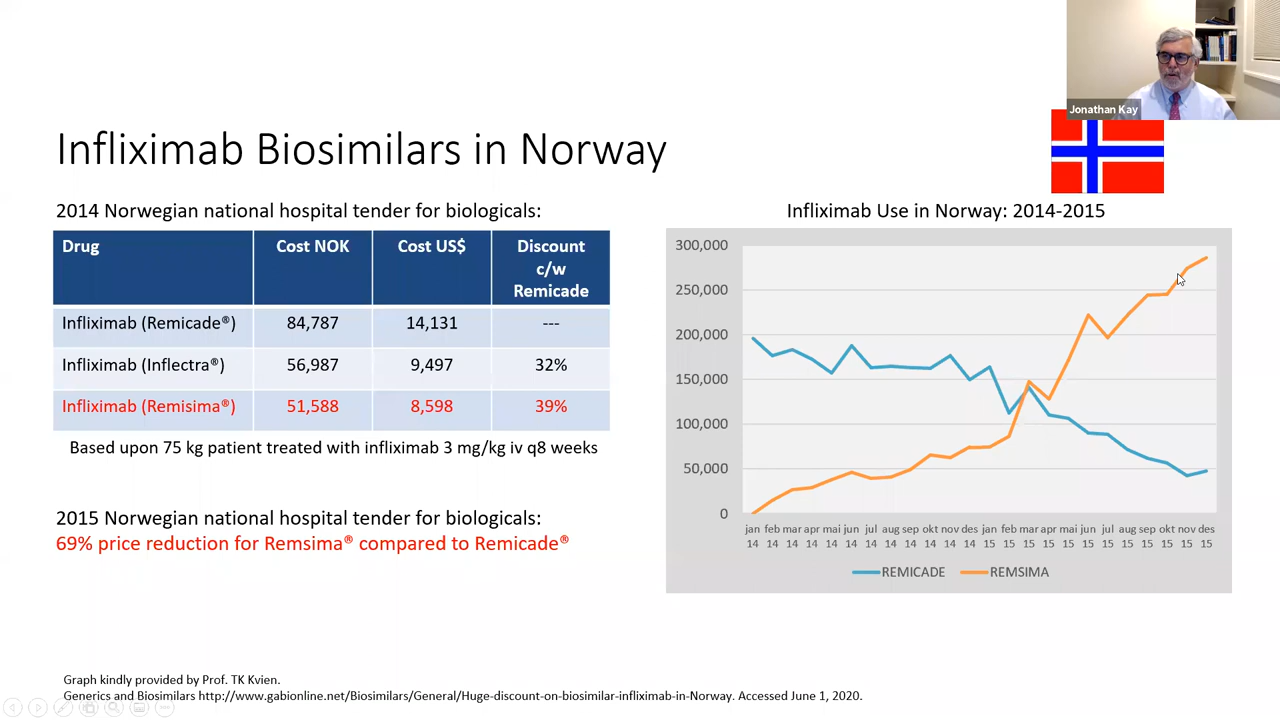 Jonathan Kay
Infliximab Biosimilars in Norway
2014 Norwegian national hospital tender for biologicals:
Drug Cost NOK Cost US$ Discount
c/w
Remicade
Infliximab (Remicade®) 84,787 14,131 ---
Infliximab (Inflectra®) 56,987 9,497 32%
Infliximab (Remisima®) 51,588 8,598 39%
Based upon 75 kg patient treated with infliximab 3 mg/kg iv q8 weeks
2015 Norwegian national hospital tender for biologicals:
69% price reduction for Remsima® compared to Remicade®
Infliximab Use in Norway: 2014-2015
300,000
250,000
200,000
150,000
100,000
50,000
0
jan feb mar apr mai jun jul aug sep okt nov des jan feb mar apr mai jun jul aug sep okt nov des
14 14 14 14 14 14 14 14 14 14 14 14 15 15 15 15 15 15 15 15 15 15 15 15
REMICADE REMSIMA
Graph kindly provided by Prof. TK Kvien.
Generics and Biosimilars http://www.gabionline.net/Biosimilars/General/Huge-discount-on-biosimilar-infliximab-in-Norway. Accessed June 1, 2020.